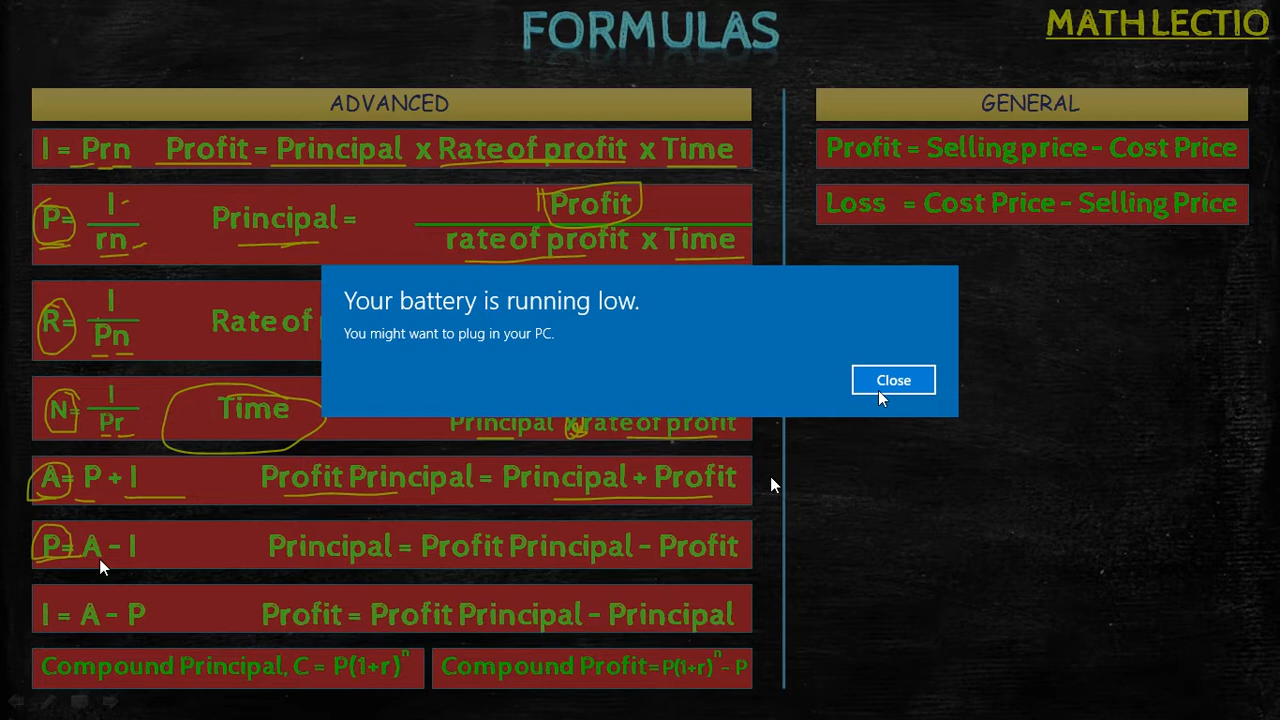 FORMULAS
MATH LECTIO
ADVANCED
I = Prn Profit = Principal x Rate of profit x Time
P= I
rn
Principal = Profit
rate of profit x Time
R= I
Pn
Rate of
N= I
Pr
Time
Principal x rate of profit
A= P + I Profit Principal = Principal + Profit
P= A - I Principal = Profit Principal - Profit
I = A - P Profit = Profit Principal - Principal
Compound Principal, C = P(1+r)^n
Compound Profit=P(1+r)^n - P
GENERAL
Profit = Selling price - Cost Price
Loss = Cost Price - Selling Price
Your battery is running low.
You might want to plug in your PC.
Close